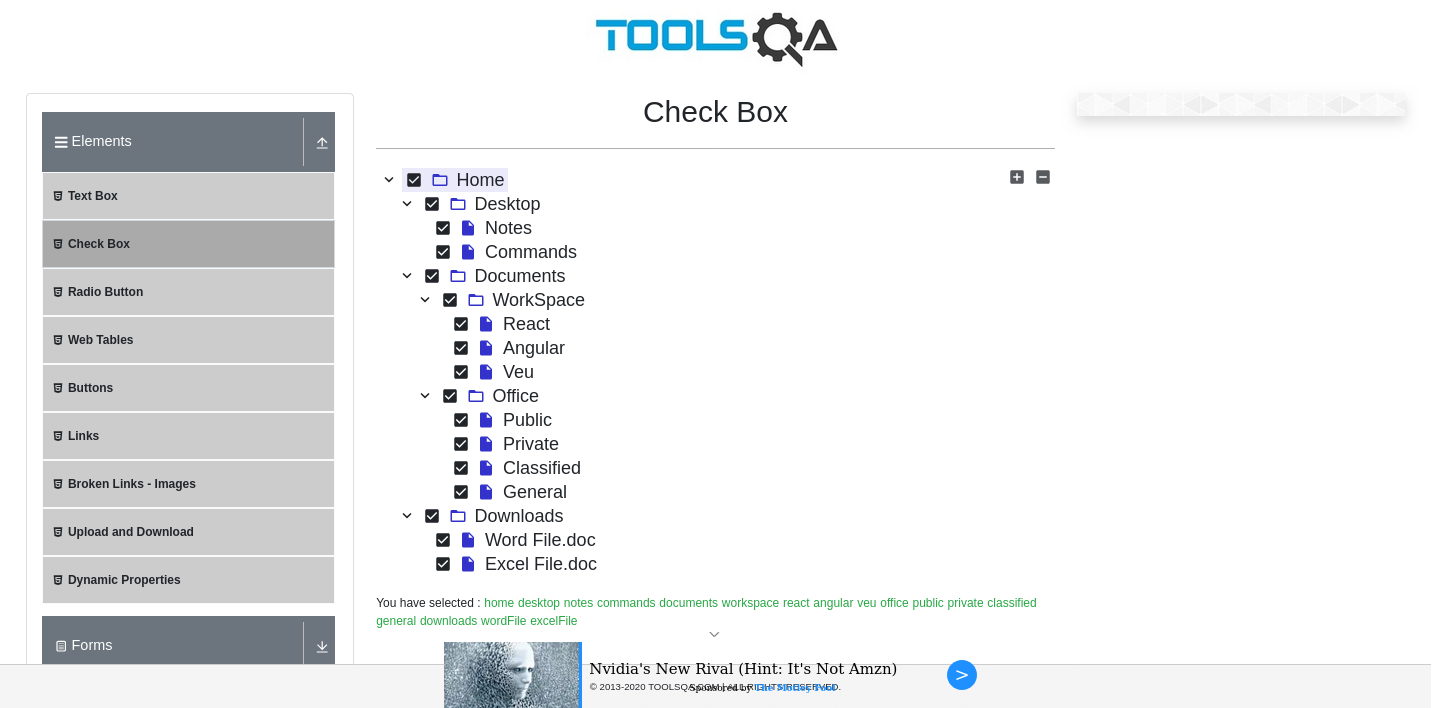 TOOLSQA
Elements
Text Box
Check Box
Radio Button
Web Tables
Buttons
Links
Broken Links - Images
Upload and Download
Dynamic Properties
Forms
Check Box
Home
Desktop
Notes
Commands
Documents
WorkSpace
React
Angular
Veu
Office
Public
Private
Classified
General
Downloads
Word File.doc
Excel File.doc
You have selected : home desktop notes commands documents workspace react angular veu office public private classified
general downloads wordFile excelFile
Nvidia's New Rival (Hint: It's Not Amzn)
© 2013-2020 TOOLSQA.COM | ALL RIGHTS RESERVED.
Sponsored by The Motley Fool